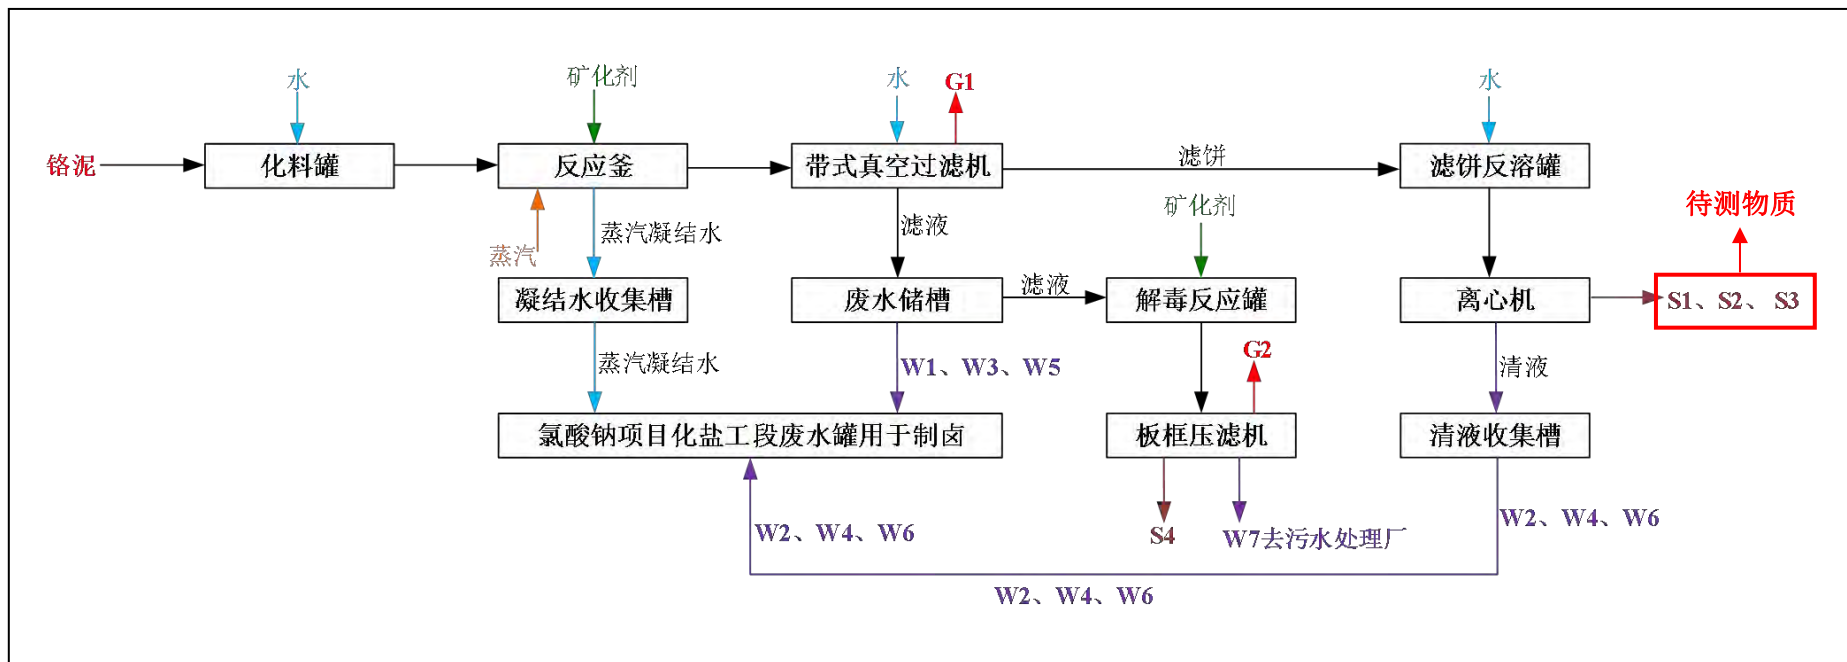 水
矿化剂
水
G1
水
铬泥
化料罐
反应釜
带式真空过滤机
滤饼
滤饼反溶罐
蒸汽
蒸汽凝结水
滤液
矿化剂
待测物质
凝结水收集槽
废水储槽
滤液
解毒反应罐
离心机
S1、S2、 S3
蒸汽凝结水
W1、W3、W5
G2
清液
氯酸钠项目化盐工段废水罐用于制卤
板框压滤机
清液收集槽
W2、W4、W6
S4
W7去污水处理厂
W2、W4、W6
W2、W4、W6